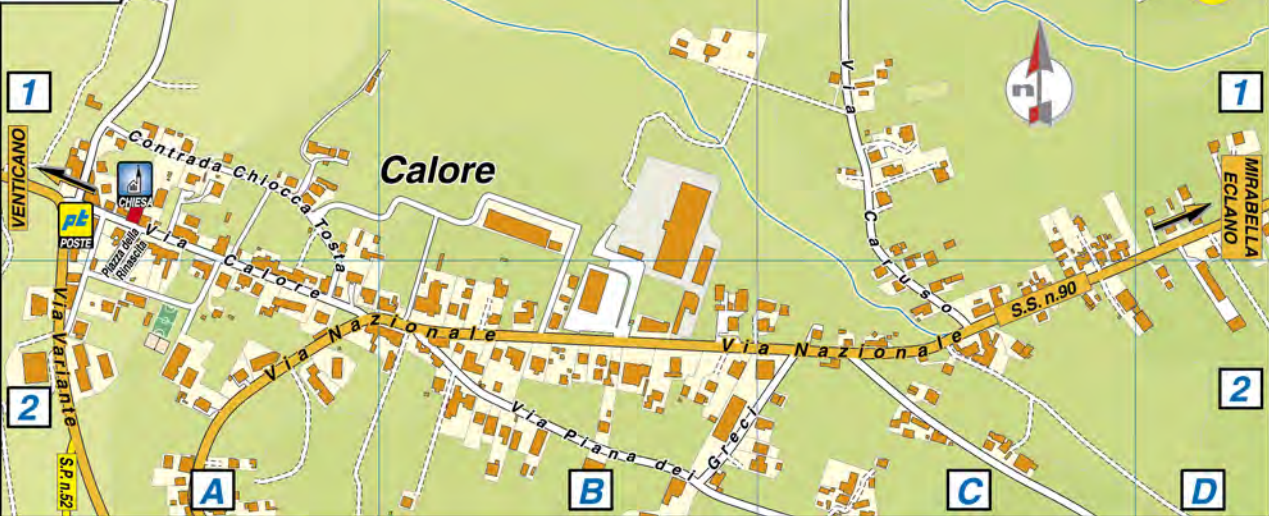 1
1
VENTICANO
Contrada Chiocca Tosta
Calore
Via Caruso
n
MIRABELLA
ECLANO
CHIESA
pt
POSTE
Piazza della
Rinascita
Via Calore
Via Nazionale
S.S. n.90
Via Nazionale
Via Variante
2
2
Via Piana dei Greci
S.P. n.52
A
B
C
D